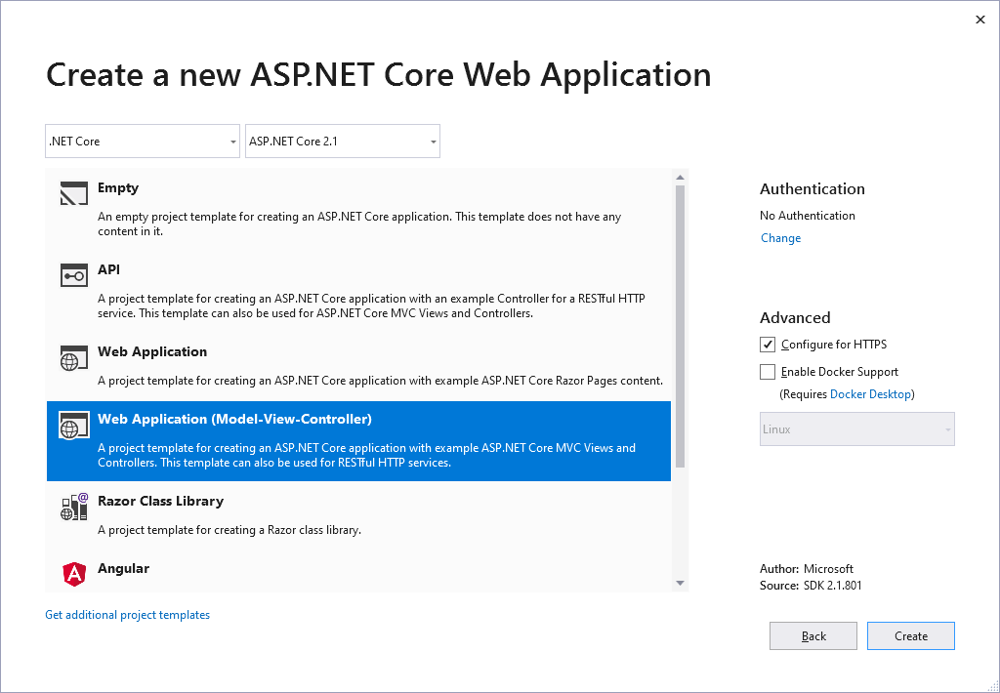 Create a new ASP.NET Core Web Application
.NET Core
ASP.NET Core 2.1
Empty
An empty project template for creating an ASP.NET Core application. This template does not have any
content in it.
API
A project template for creating an ASP.NET Core application with an example Controller for a RESTful HTTP
service. This template can also be used for ASP.NET Core MVC Views and Controllers.
Web Application
A project template for creating an ASP.NET Core application with example ASP.NET Core Razor Pages content.
Web Application (Model-View-Controller)
A project template for creating an ASP.NET Core application with example ASP.NET Core MVC Views and
Controllers. This template can also be used for RESTful HTTP services.
Razor Class Library
A project template for creating a Razor class library.
Angular
Get additional project templates
Authentication
No Authentication
Change
Advanced
Configure for HTTPS
Enable Docker Support
(Requires Docker Desktop)
Linux
Author: Microsoft
Source: SDK 2.1.801
Back
Create